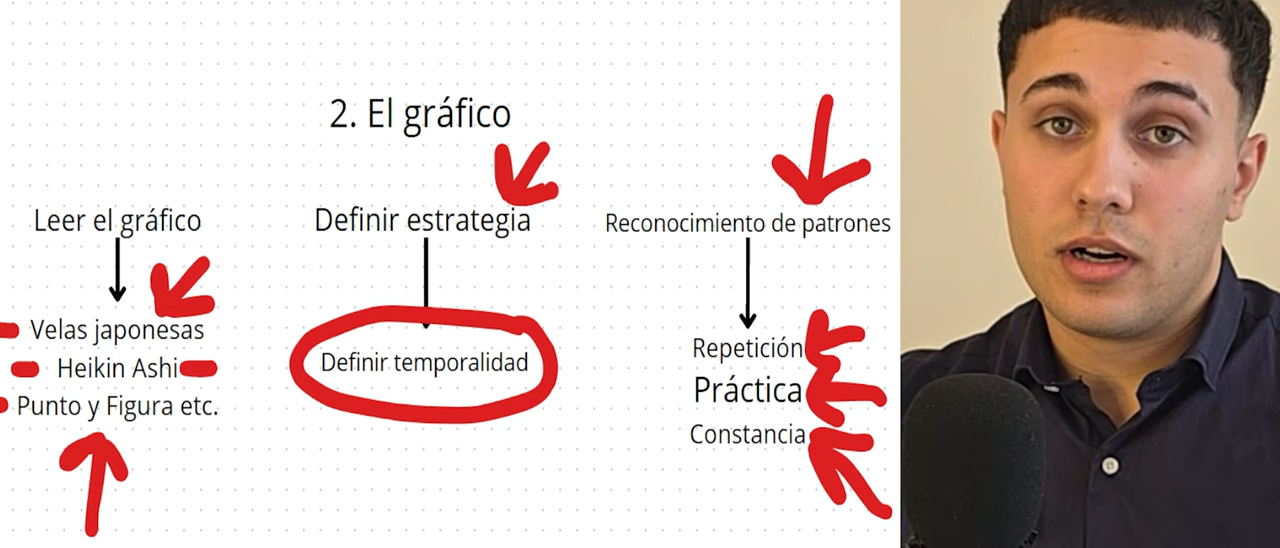 2. El gráfico
Leer el gráfico
Velas japonesas
Heikin Ashi
Punto y Figura etc.
Definir estrategia
Definir temporalidad
Reconocimiento de patrones
Repetición
Práctica
Constancia